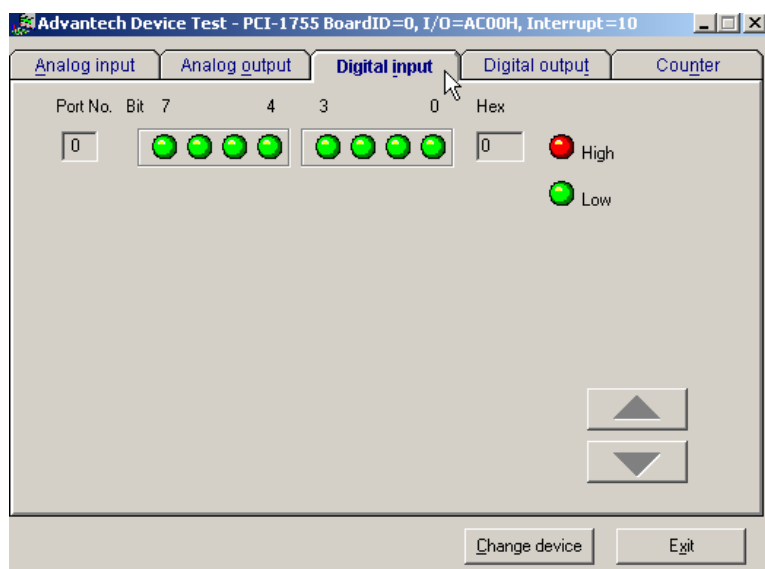 Advantech Device Test - PCI-1755 BoardID=0, I/O=AC00H, Interrupt=10
Analog input Analog output Digital input Digital output Counter
Port No. Bit 7 4 3 0 Hex
0 0 High
Low
Change device Exit